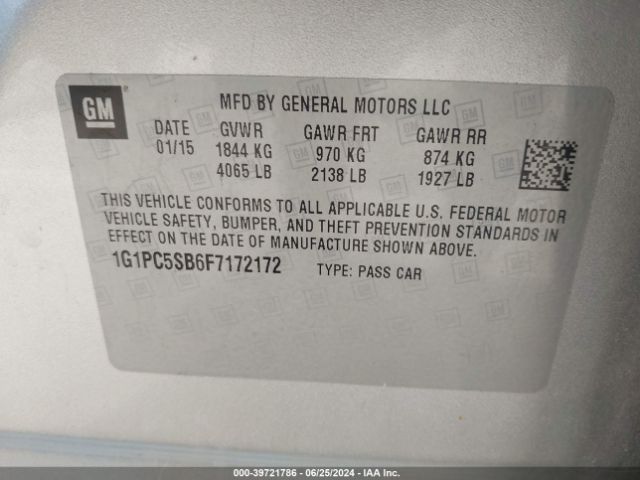 GM
MFD BY GENERAL MOTORS LLC
DATE GVWR GAWR FRT GAWR RR
01/15 1844 KG 970 KG 874 KG
4065 LB 2138 LB 1927 LB
THIS VEHICLE CONFORMS TO ALL APPLICABLE U.S. FEDERAL MOTOR
VEHICLE SAFETY, BUMPER, AND THEFT PREVENTION STANDARDS IN
EFFECT ON THE DATE OF MANUFACTURE SHOWN ABOVE.
1G1PC5SB6F7172172 TYPE: PASS CAR
000-39721786 - 06/25/2024 - IAA Inc.